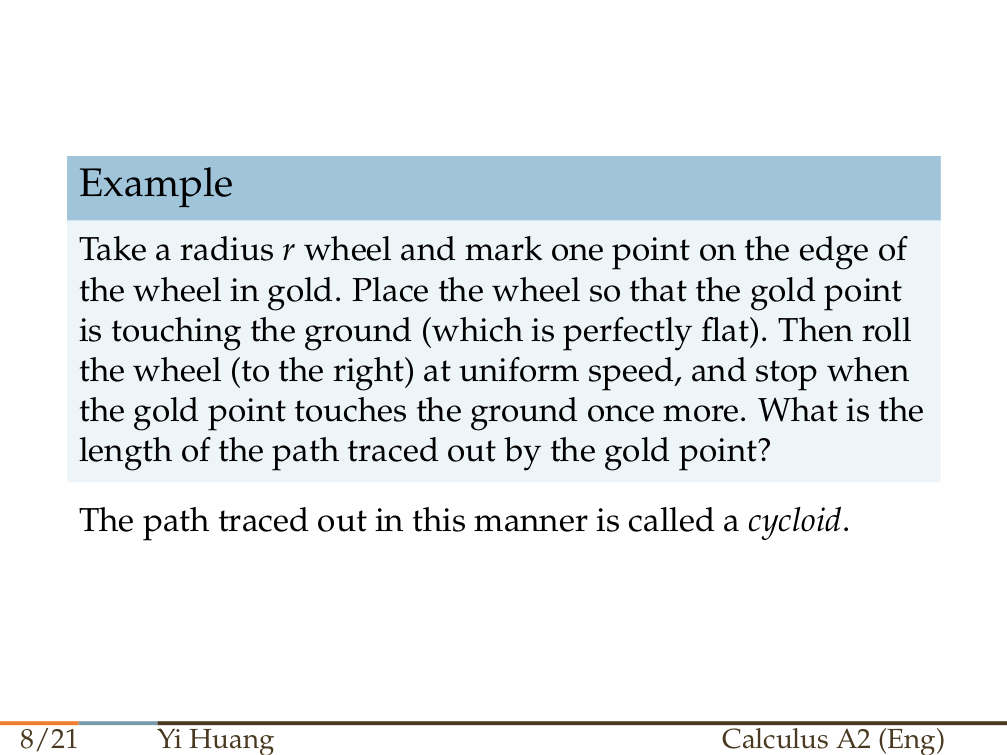 Example
Take a radius r wheel and mark one point on the edge of
the wheel in gold. Place the wheel so that the gold point
is touching the ground (which is perfectly flat). Then roll
the wheel (to the right) at uniform speed, and stop when
the gold point touches the ground once more. What is the
length of the path traced out by the gold point?
The path traced out in this manner is called a cycloid.
8/21 Yi Huang Calculus A2 (Eng)